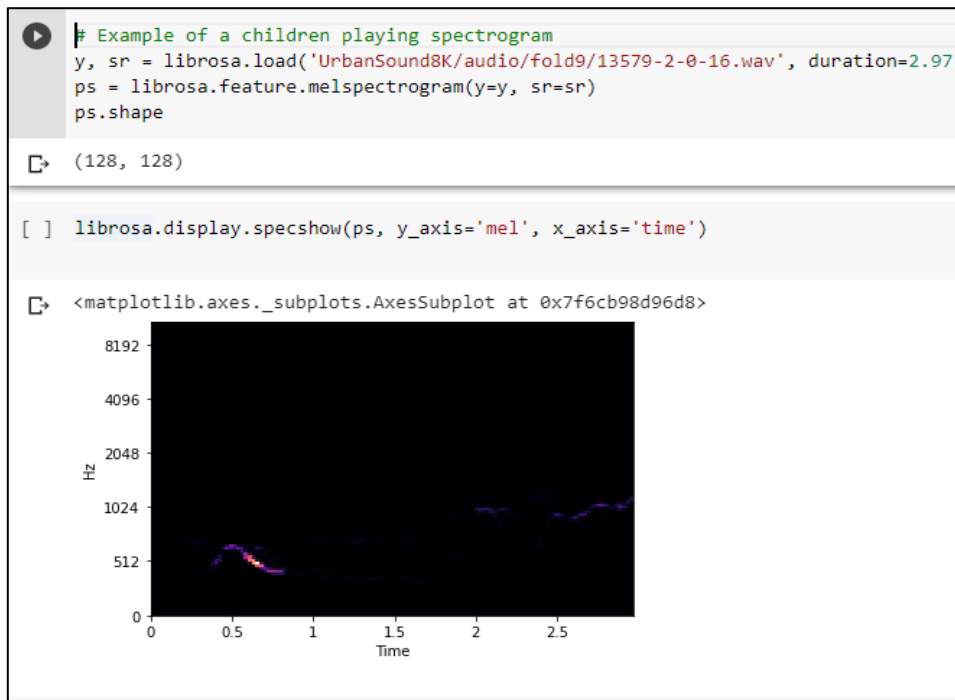 # Example of a children playing spectrogram
y, sr = librosa.load('UrbanSound8K/audio/fold9/13579-2-0-16.wav', duration=2.97
ps = librosa.feature.melspectrogram(y=y, sr=sr)
ps.shape
(128, 128)
[ ] librosa.display.specshow(ps, y_axis='mel', x_axis='time')
<matplotlib.axes._subplots.AxesSubplot at 0x7f6cb98d96d8>
8192
4096
2048
Hz
1024
512
0
0 0.5 1 1.5 2 2.5
Time